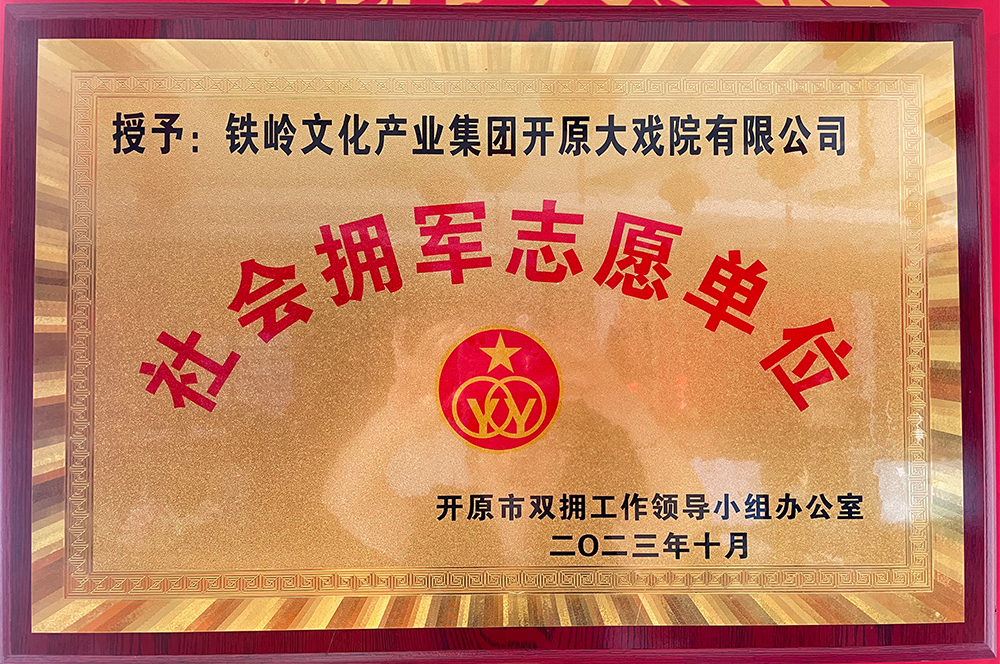 授予：铁岭文化产业集团开原大戏院有限公司
社会拥军志愿单位
YY
开原市双拥工作领导小组办公室
二〇二三年十月